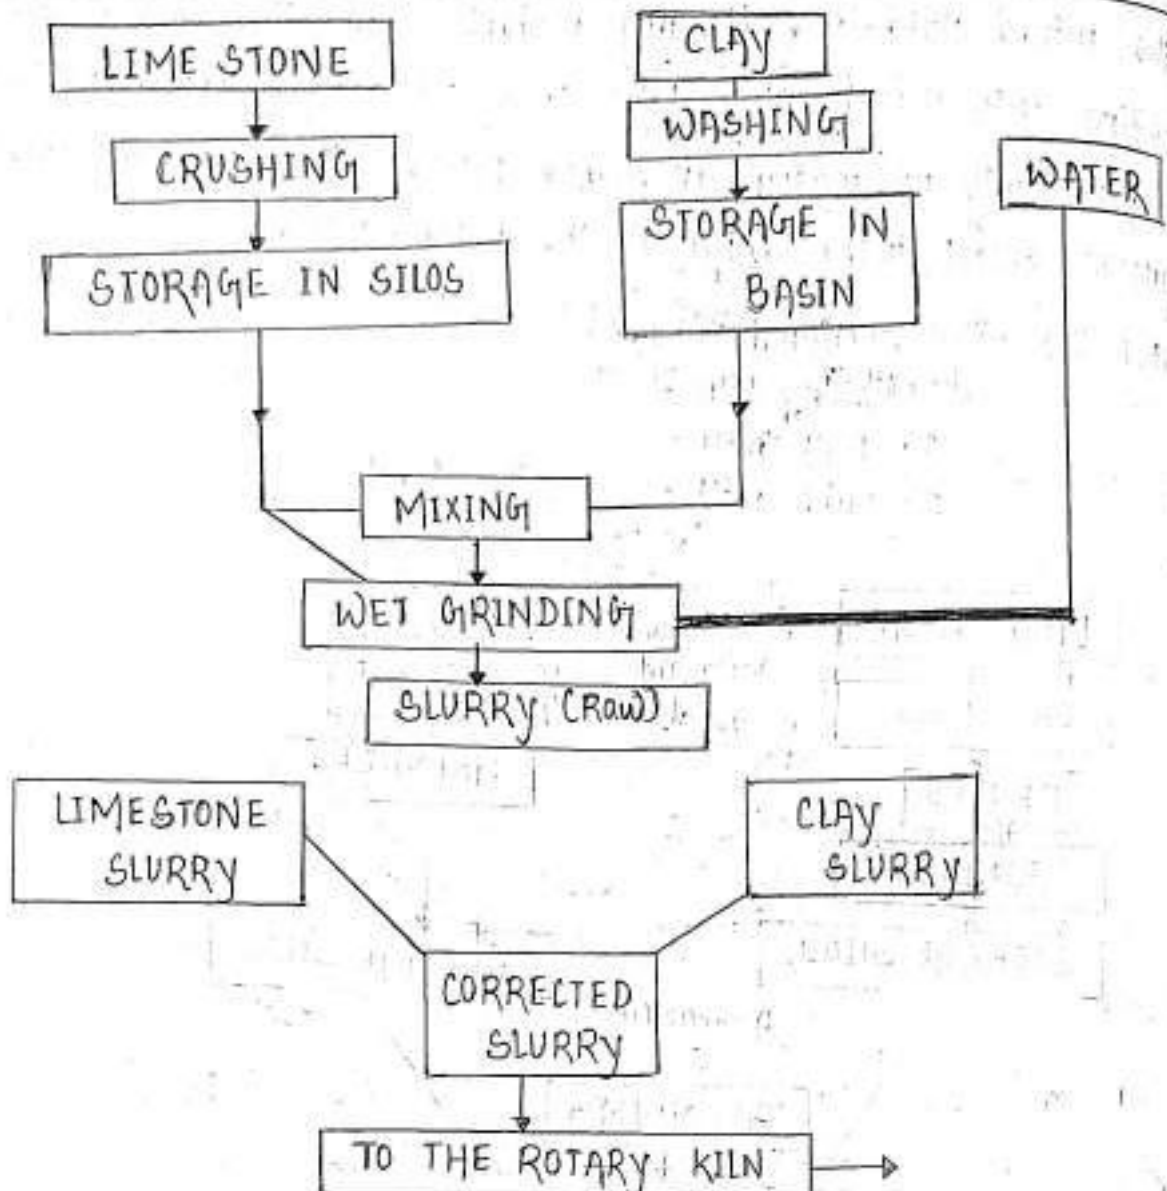 LIME STONE
CLAY
CRUSHING
WASHING
WATER
STORAGE IN SILOS
STORAGE IN
BASIN
MIXING
WET GRINDING
SLURRY (Raw)
LIMESTONE
SLURRY
CLAY
SLURRY
CORRECTED
SLURRY
TO THE ROTARY KILN